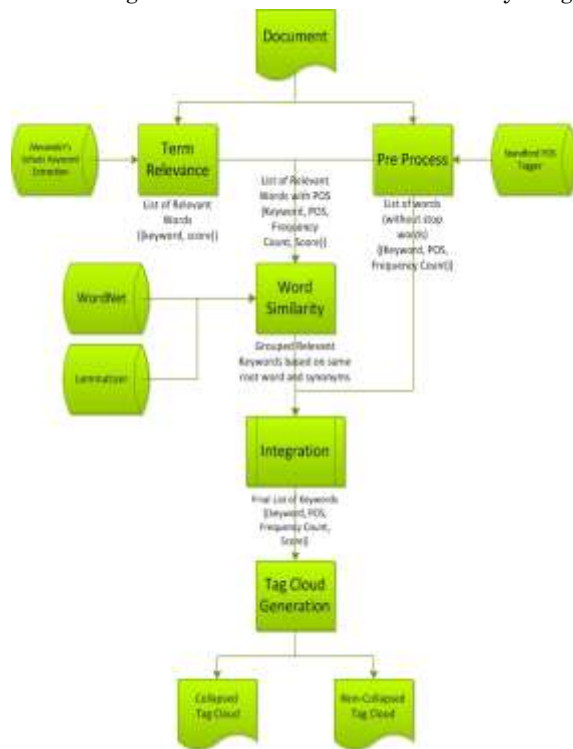 Document
Term
Relevance
Pre Process
Keyword
Extraction
POS
Tagger
List of Relevant
Words
{(keyword, score)}
List of Relevant
Words with POS
{Keyword, POS,
Frequency
Count, Score)}
List of words
(without stop
words)
{(Keyword, POS,
Frequency Count)}
WordNet
Word
Similarity
Lemmatizer
Grouped Relevant
Keywords based on same
root word and synonyms
Integration
Final List of Keywords
{(Keyword, POS,
Frequency Count,
Score)}
Tag Cloud
Generation
Collapsed
Tag Cloud
Non-Collapsed
Tag Cloud